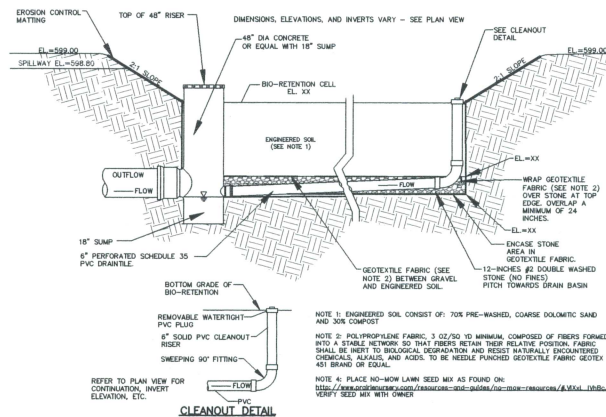 EROSION CONTROL
MATTING
TOP OF 48" RISER
DIMENSIONS, ELEVATIONS, AND INVERTS VARY – SEE PLAN VIEW
48" DIA CONCRETE
OR EQUAL WITH 18" SUMP
SEE CLEANOUT
DETAIL
EL.=599.00
SPILLWAY EL.=598.80
2:1 SLOPE
BIO-RETENTION CELL
EL. XX
EL.=599.00
2:1 SLOPE
ENGINEERED SOIL
(SEE NOTE 1)
OUTFLOW
FLOW
FLOW
EL.=XX
WRAP GEOTEXTILE
FABRIC (SEE NOTE 2)
OVER STONE AT TOP
EDGE. OVERLAP A
MINIMUM OF 24
INCHES.
EL.=XX
ENCASE STONE
AREA IN
GEOTEXTILE FABRIC.
18" SUMP
6" PERFORATED SCHEDULE 35
PVC DRAINTILE.
GEOTEXTILE FABRIC (SEE
NOTE 2) BETWEEN GRAVEL
AND ENGINEERED SOIL.
12-INCHES #2 DOUBLE WASHED
STONE (NO FINES)
PITCH TOWARDS DRAIN BASIN
BOTTOM GRADE OF
BIO-RETENTION
REMOVABLE WATERTIGHT
PVC PLUG
6" SOLID PVC CLEANOUT
RISER
SWEEPING 90° FITTING
REFER TO PLAN VIEW FOR
CONTINUATION, INVERT
ELEVATION, ETC.
FLOW
PVC
CLEANOUT DETAIL
NOTE 1: ENGINEERED SOIL CONSIST OF: 70% PRE-WASHED, COARSE DOLOMITIC SAND
AND 30% COMPOST
NOTE 2: POLYPROPYLENE FABRIC, 3 OZ/SQ YD MINIMUM, COMPOSED OF FIBERS FORMED
INTO A STABLE NETWORK SO THAT FIBERS RETAIN THEIR RELATIVE POSITION. FABRIC
SHALL BE INERT TO BIOLOGICAL DEGRADATION AND RESIST NATURALLY ENCOUNTERED
CHEMICALS, ALKALIS, AND ACIDS. TO BE NEEDLE PUNCHED GEOTEXTILE FABRIC GEOTEX
451 BRAND OR EQUAL.
NOTE 4: PLACE NO-MOW LAWN SEED MIX AS FOUND ON:
VERIFY SEED MIX WITH OWNER